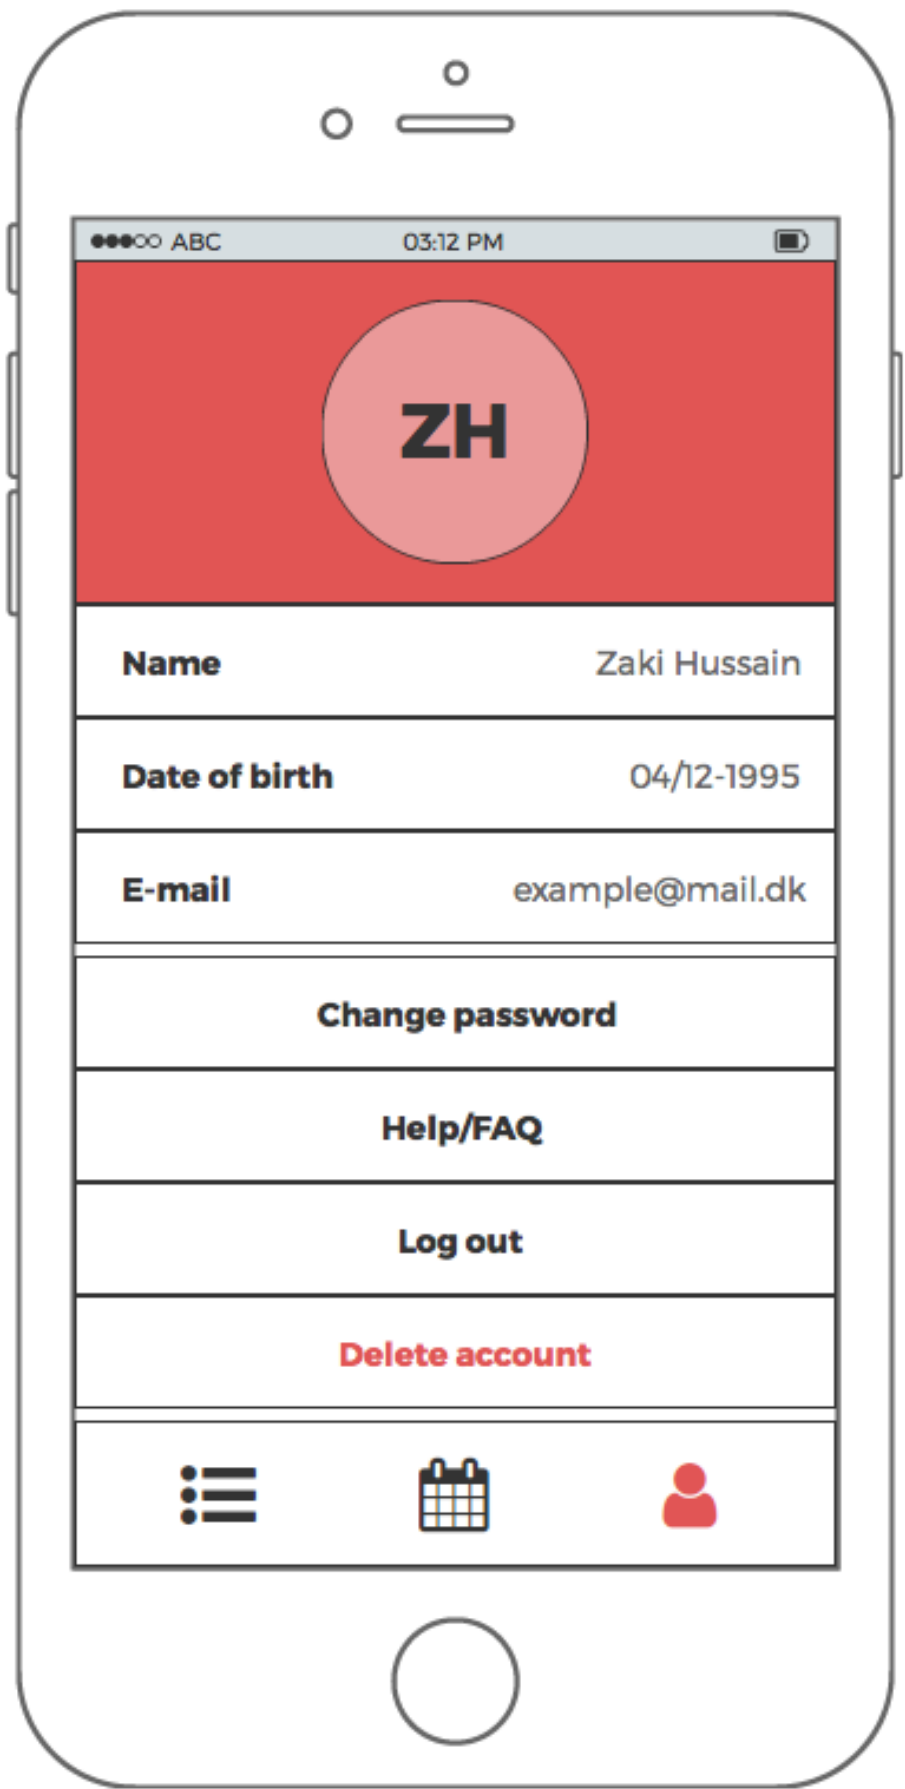 ABC 03:12 PM
ZH
Name Zaki Hussain
Date of birth 04/12-1995
E-mail example@mail.dk
Change password
Help/FAQ
Log out
Delete account